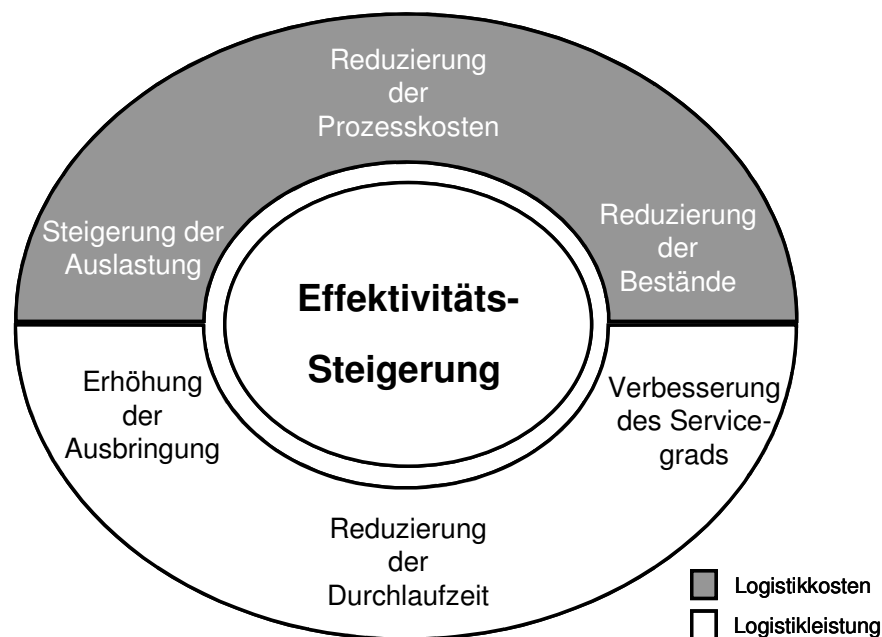 Reduzierung
der
Prozesskosten
Steigerung der
Auslastung
Reduzierung
der
Bestände
Effektivitäts-
Steigerung
Erhöhung
der
Ausbringung
Verbesserung
des Service-
grads
Reduzierung
der
Durchlaufzeit
Logistikkosten
Logistikleistung